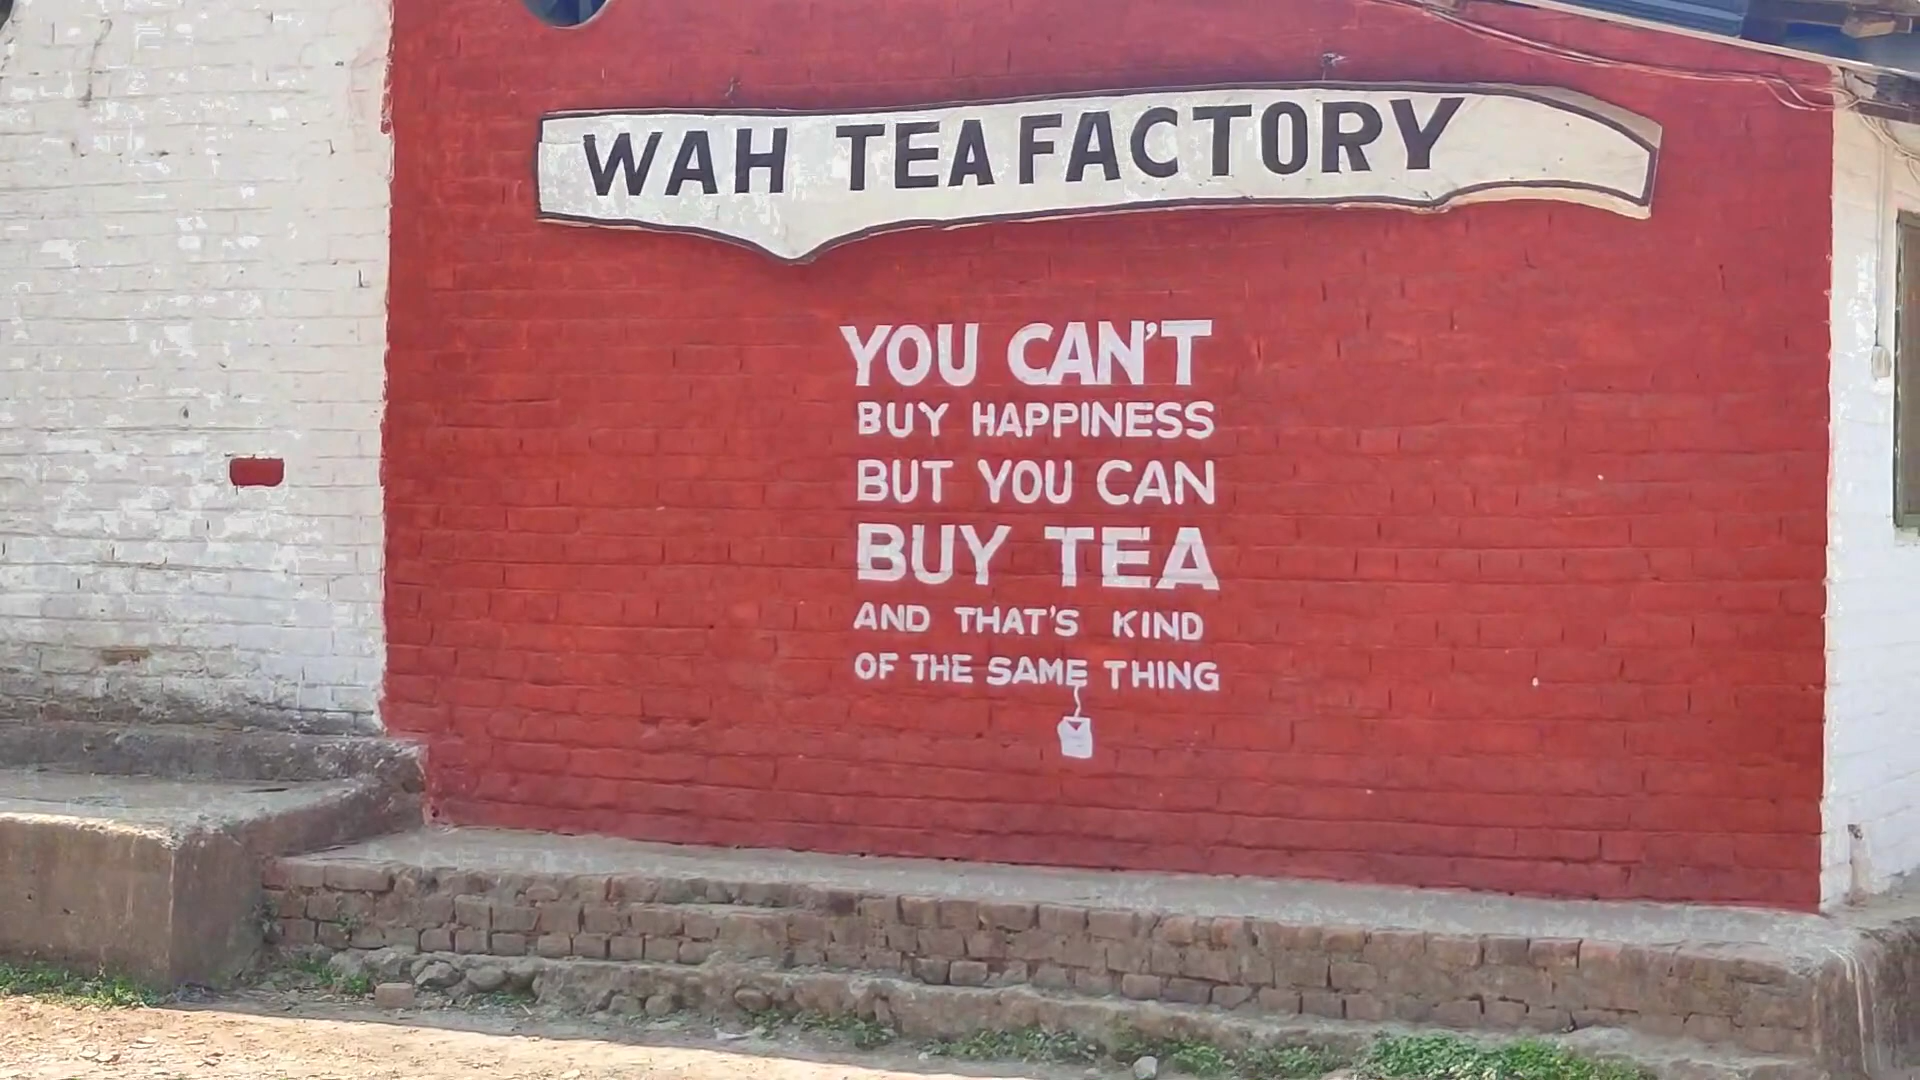 WAH TEA FACTORY
YOU CAN'T
BUY HAPPINESS
BUT YOU CAN
BUY TEA
AND THAT'S KIND
OF THE SAME THING